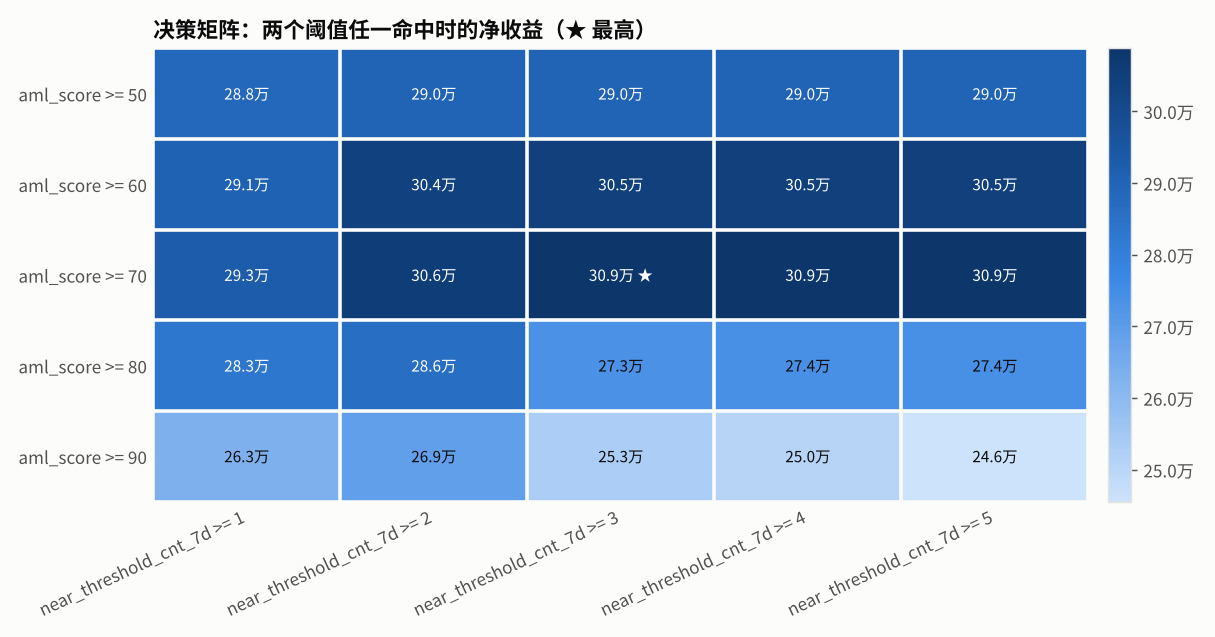 决策矩阵：两个阈值任一命中时的净收益（★ 最高）
aml_score >= 50
28.8万
29.0万
29.0万
29.0万
29.0万
aml_score >= 60
29.1万
30.4万
30.5万
30.5万
30.5万
aml_score >= 70
29.3万
30.6万
30.9万 ★
30.9万
30.9万
aml_score >= 80
28.3万
28.6万
27.3万
27.4万
27.4万
aml_score >= 90
26.3万
26.9万
25.3万
25.0万
24.6万
near_threshold_cnt_7d >= 1
near_threshold_cnt_7d >= 2
near_threshold_cnt_7d >= 3
near_threshold_cnt_7d >= 4
near_threshold_cnt_7d >= 5
30.0万
29.0万
28.0万
27.0万
26.0万
25.0万